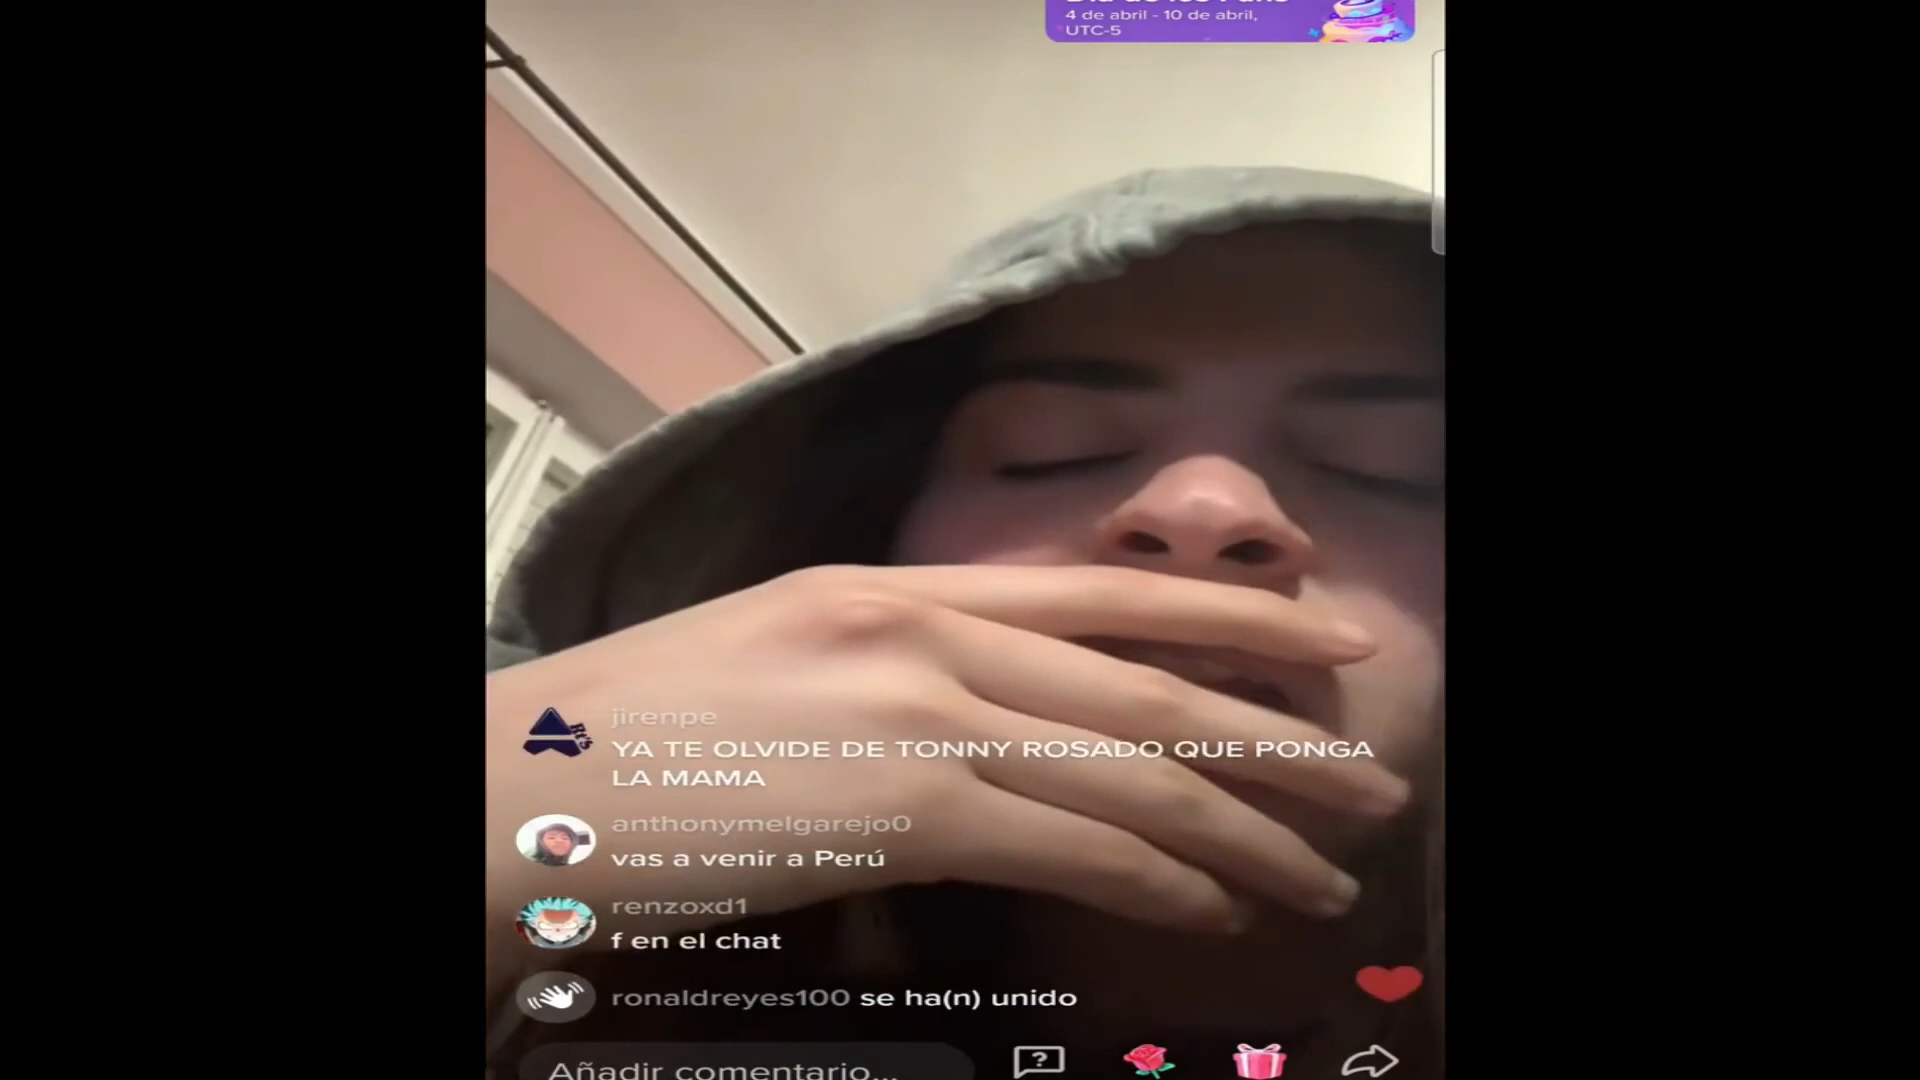 4 de abril - 10 de abril,
UTC-5
jirenpe
YA TE OLVIDE DE TONNY ROSADO QUE PONGA
LA MAMA
anthonymelgarejo0
vas a venir a Perú
renzoxd1
f en el chat
ronaldreyes100 se ha(n) unido
Añadir comentario...